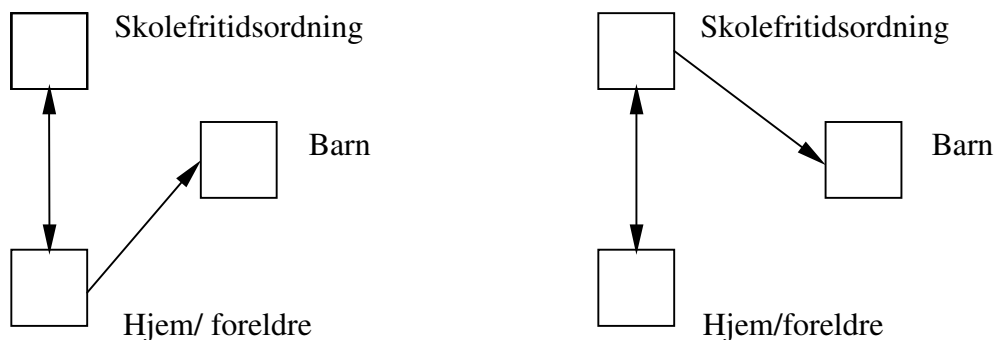 Skolefritidsordning
Barn
Hjem/ foreldre
Skolefritidsordning
Barn
Hjem/foreldre